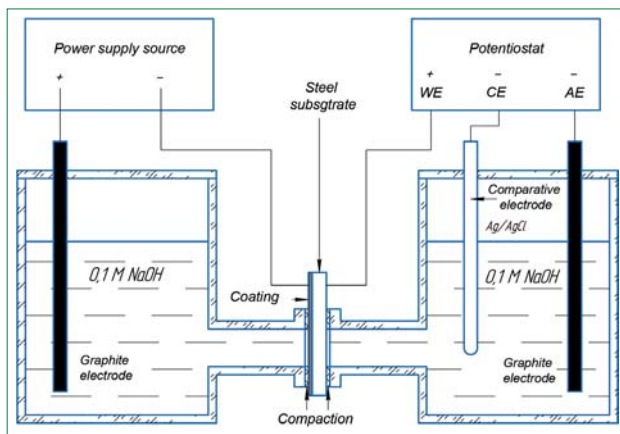 Power supply source
+
–
Steel
subsgtrate
Potentiostat
+
–
–
WE
CE
AE
Comparative
electrode
Ag/AgCl
0,1 M NaOH
0,1 M NaOH
Coating
Graphite
electrode
Graphite
electrode
Compaction